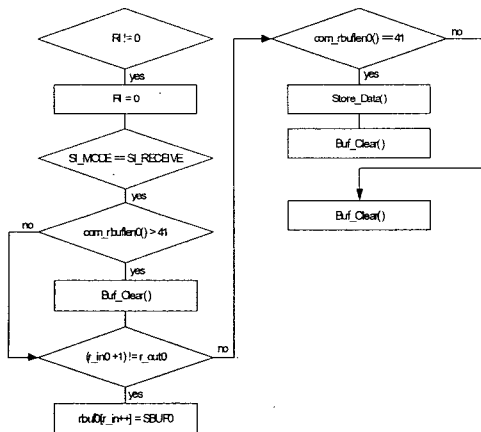 RI != 0
yes
RI = 0
SI_MODE == SI_RECEIVE
yes
no
com_rbuflen0() > 41
yes
Buf_Clear()
(r_in0 +1) != r_out0
no
yes
rbuf0[r_in++] = SBUF0
com_rbuflen0() == 41
no
yes
Store_Data()
Buf_Clear()
Buf_Clear()